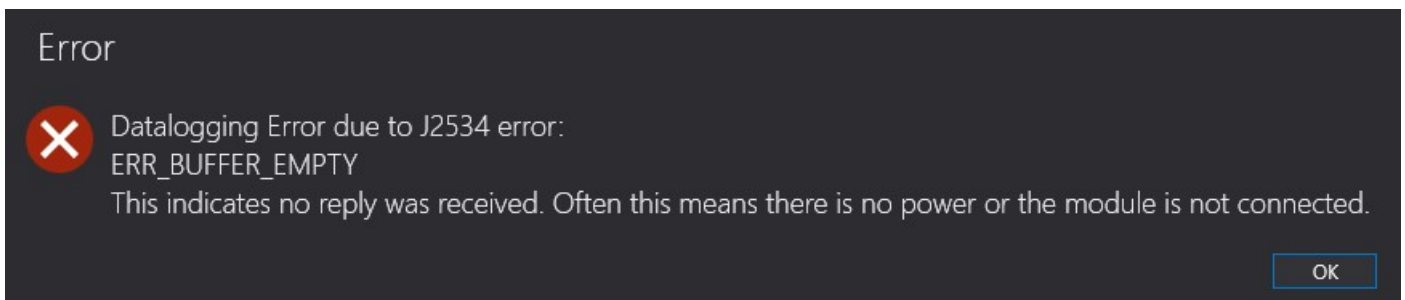 Error
Datalogging Error due to J2534 error:
ERR_BUFFER_EMPTY
This indicates no reply was received. Often this means there is no power or the module is not connected.
OK